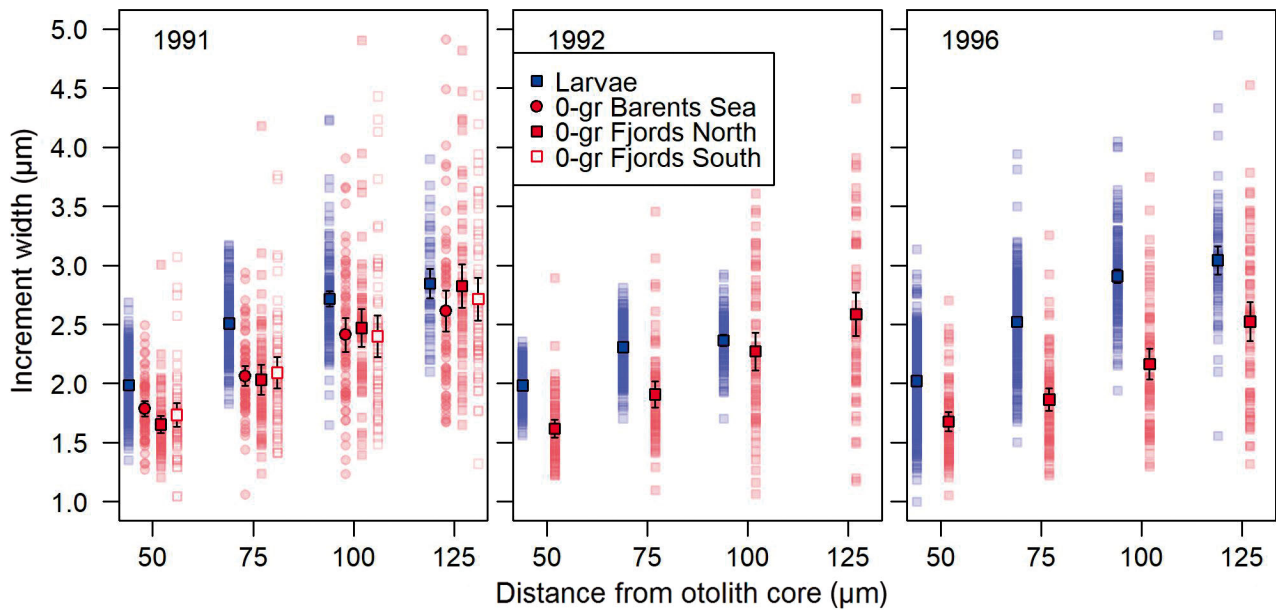 1991
1992
1996
Larvae
0-gr Barents Sea
0-gr Fjords North
0-gr Fjords South
Increment width (µm)
5.0
4.5
4.0
3.5
3.0
2.5
2.0
1.5
1.0
50 75 100 125 50 75 100 125 50 75 100 125
Distance from otolith core (µm)